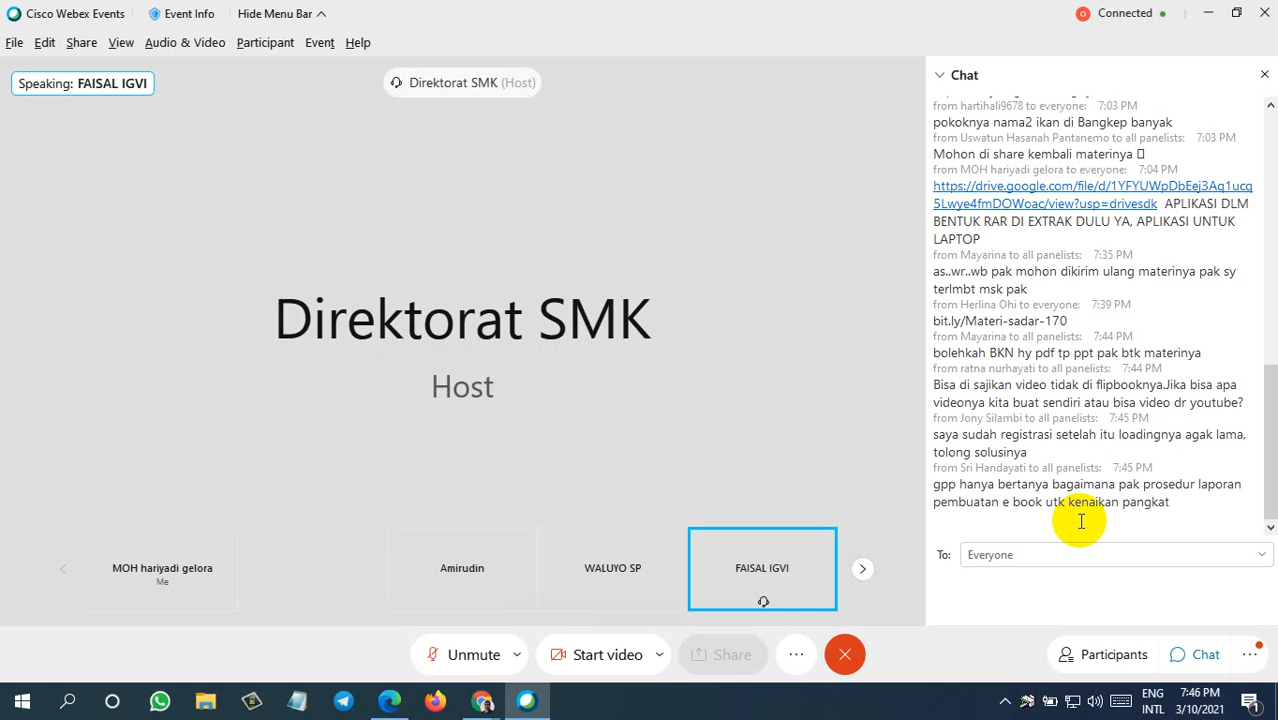 Cisco Webex Events
Event Info
Hide Menu Bar
Connected
File Edit Share View Audio & Video Participant Event Help
Speaking: FAISAL IGVI
Direktorat SMK (Host)
Direktorat SMK
Host
MOH hariyadi gelora
Me
Amirudin
WALUYO SP
FAISAL IGVI
Chat
from hartihali9678 to everyone: 7:03 PM
pokoknya nama2 ikan di Bangkep banyak
from Uswatun Hasanah Pantanemo to all panelists: 7:03 PM
Mohon di share kembali materinya
from MOH hariyadi gelora to everyone: 7:04 PM
https://drive.google.com/file/d/1YFYUWpDbEej3Aq1ucq
5Lwye4fmDOWoac/view?usp=drivesdk APLIKASI DLM
BENTUK RAR DI EXTRAK DULU YA, APLIKASI UNTUK
LAPTOP
from Mayarina to all panelists: 7:35 PM
as..wr..wb pak mohon dikirim ulang materinya pak sy
terlmbt msk pak
from Herlina Ohi to everyone: 7:39 PM
bit.ly/Materi-sadar-170
from Mayarina to all panelists: 7:44 PM
bolehkah BKN hy pdf tp ppt pak btk materinya
from ratna nurhayati to all panelists: 7:44 PM
Bisa di sajikan video tidak di flipbooknya.Jika bisa apa
videonya kita buat sendiri atau bisa video dr youtube?
from Jony Silambi to all panelists: 7:45 PM
saya sudah registrasi setelah itu loadingnya agak lama,
tolong solusinya
from Sri Handayati to all panelists: 7:45 PM
gpp hanya bertanya bagaimana pak prosedur laporan
pembuatan e book utk kenaikan pangkat
To: Everyone
Unmute
Start video
Share
Participants
Chat
ENG
INTL
7:46 PM
3/10/2021
1